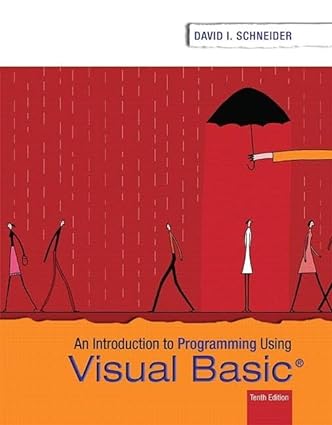 DAVID I. SCHNEIDER
An Introduction to Programming Using
Visual Basic®
Tenth Edition